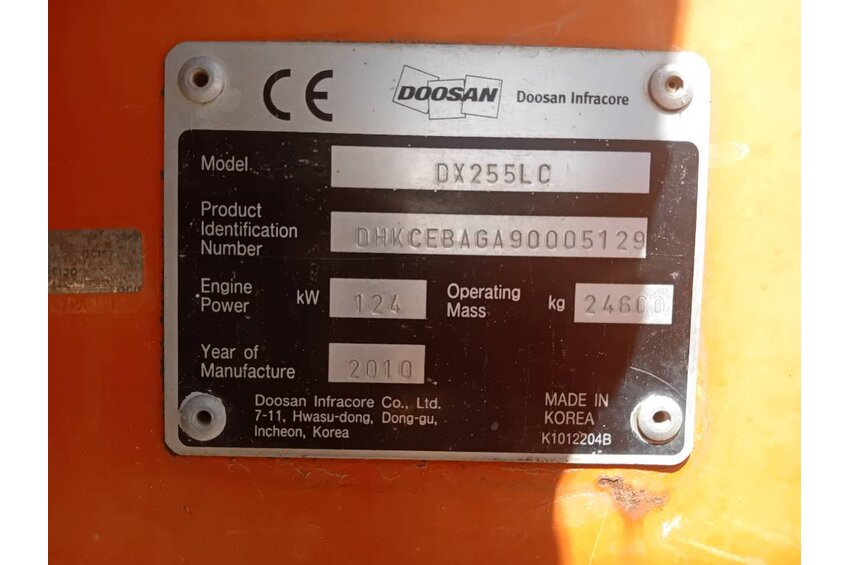 CE DOOSAN Doosan Infracore
Model DX255LC
Product
Identification
Number DHKCEBAGA90005129
Engine
Power kW 124 Operating
Mass kg 24600
Year of
Manufacture 2010
Doosan Infracore Co., Ltd.
7-11, Hwasu-dong, Dong-gu,
Incheon, Korea
MADE IN
KOREA
K1012204B